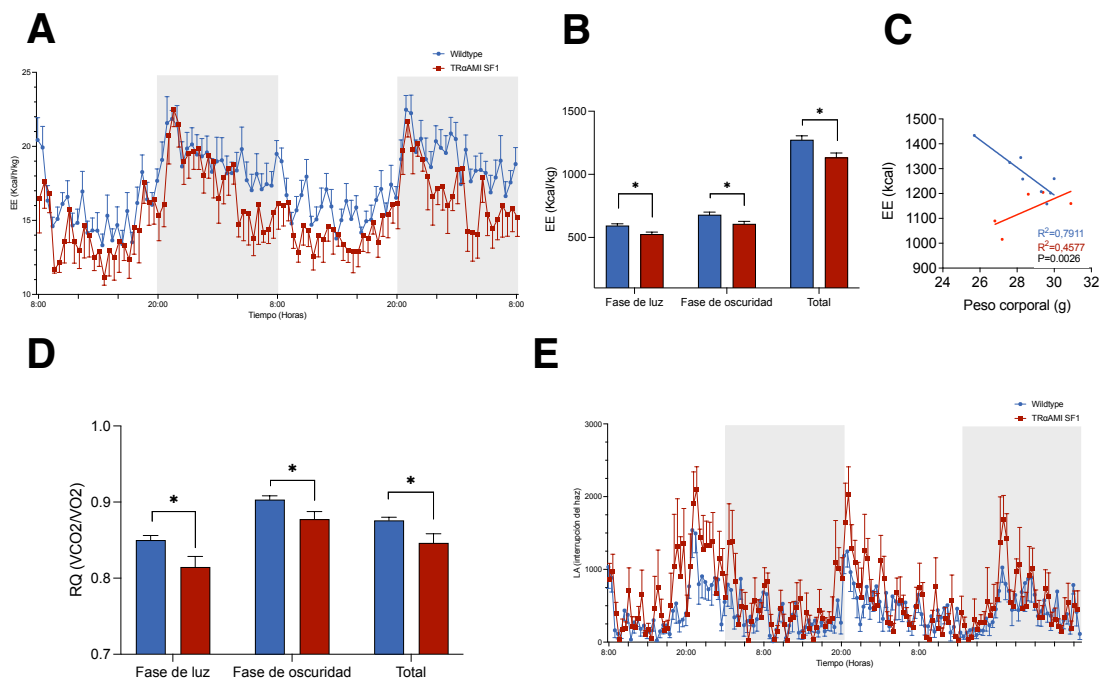 A
Wildtype
TRαAMI SF1
EE (Kcal/h/kg)
25
20
15
10
8:00 20:00 8:00 20:00 8:00
Tiempo (Horas)
B
EE (Kcal/kg)
1500
1000
500
*
*
*
Fase de luz Fase de oscuridad Total
C
EE (kcal)
1500
1400
1300
1200
1100
1000
900
R²=0,7911
R²=0.4577
P=0.0026
24 26 28 30 32
Peso corporal (g)
D
RQ (VCO2/VO2)
1.0
0.9
0.8
0.7
*
*
*
Fase de luz Fase de oscuridad Total
E
Wildtype
TRαAMI SF1
LA (interrupción del haz)
3000
2000
1000
0
8:00 20:00 8:00 20:00 8:00
Tiempo (Horas)